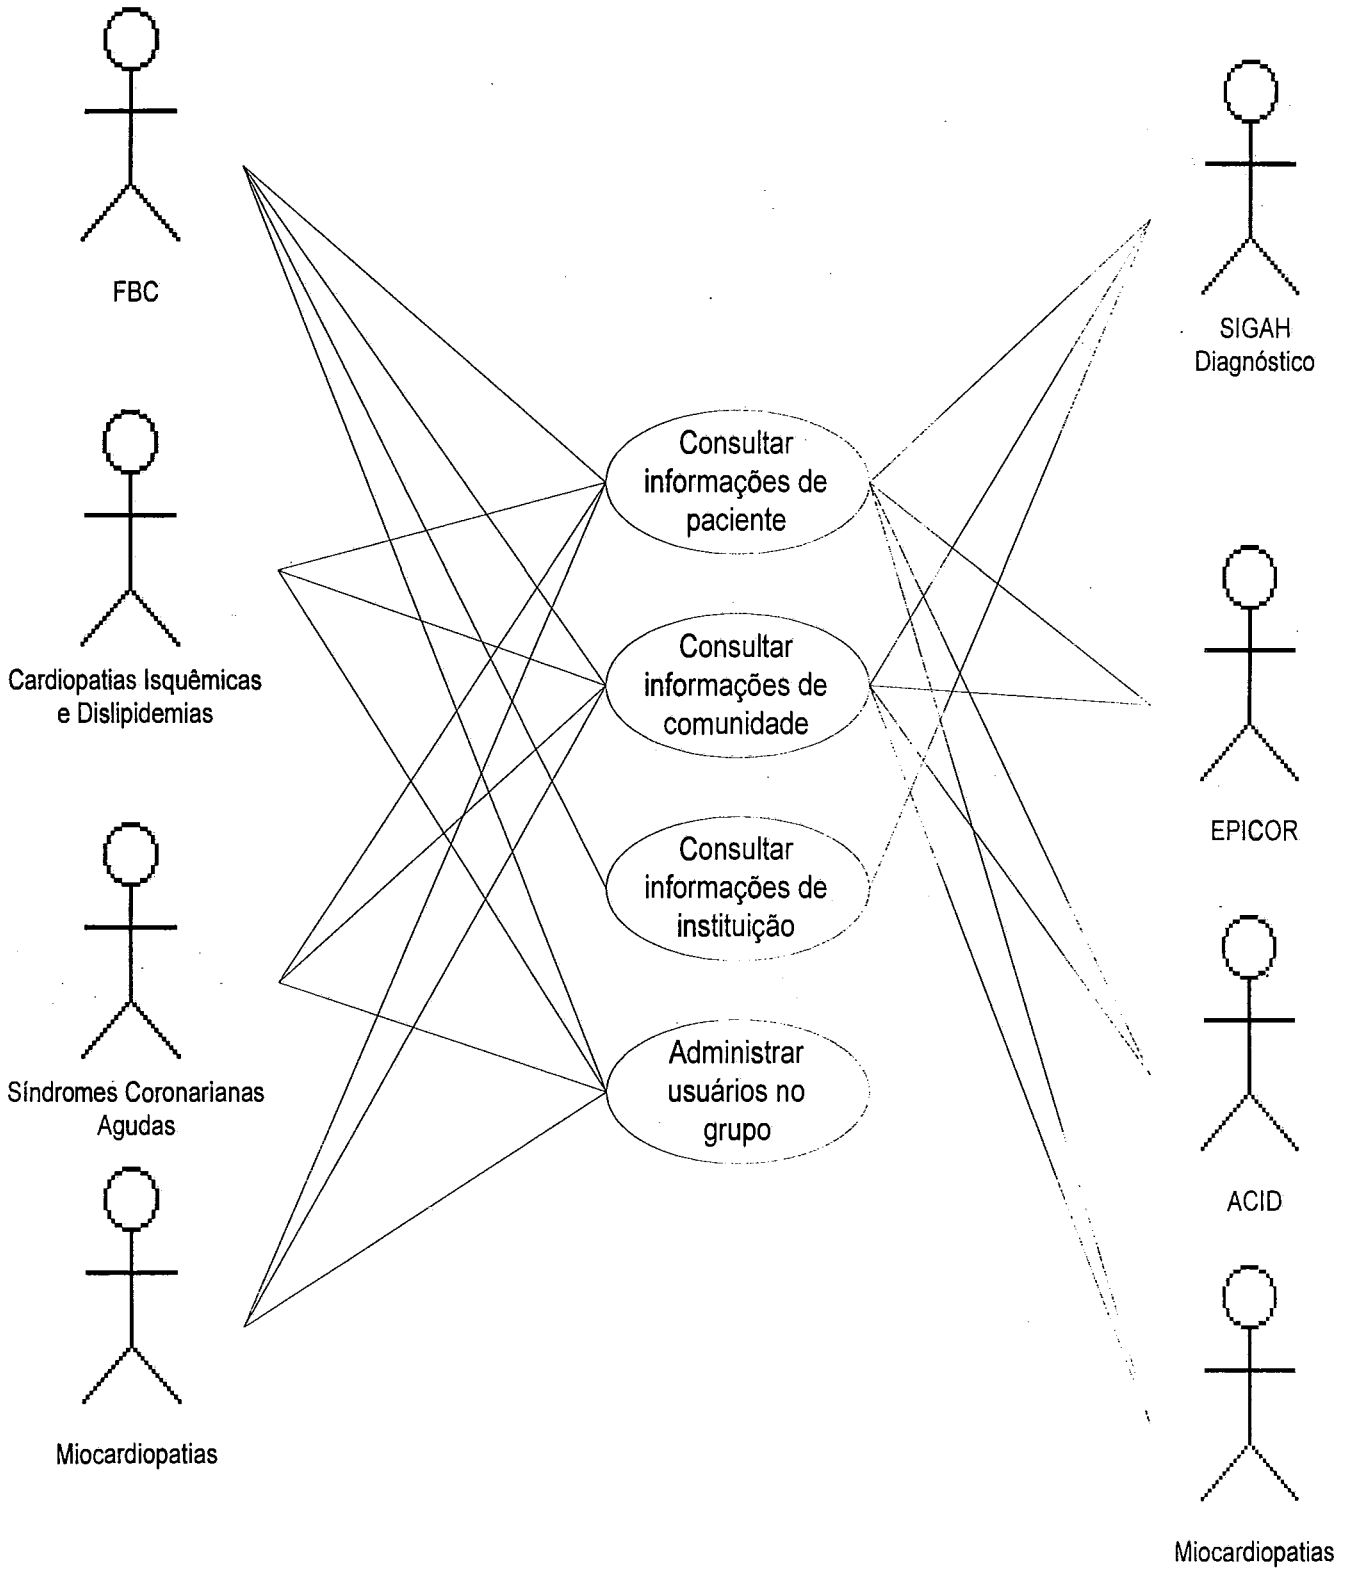 FBC
Cardiopatias Isquêmicas
e Dislipidemias
Síndromes Coronarianas
Agudas
Miocardiopatias
Consultar
informações de
paciente
Consultar
informações de
comunidade
Consultar
informações de
instituição
Administrar
usuários no
grupo
SIGAH
Diagnóstico
EPICOR
ACID
Miocardiopatias